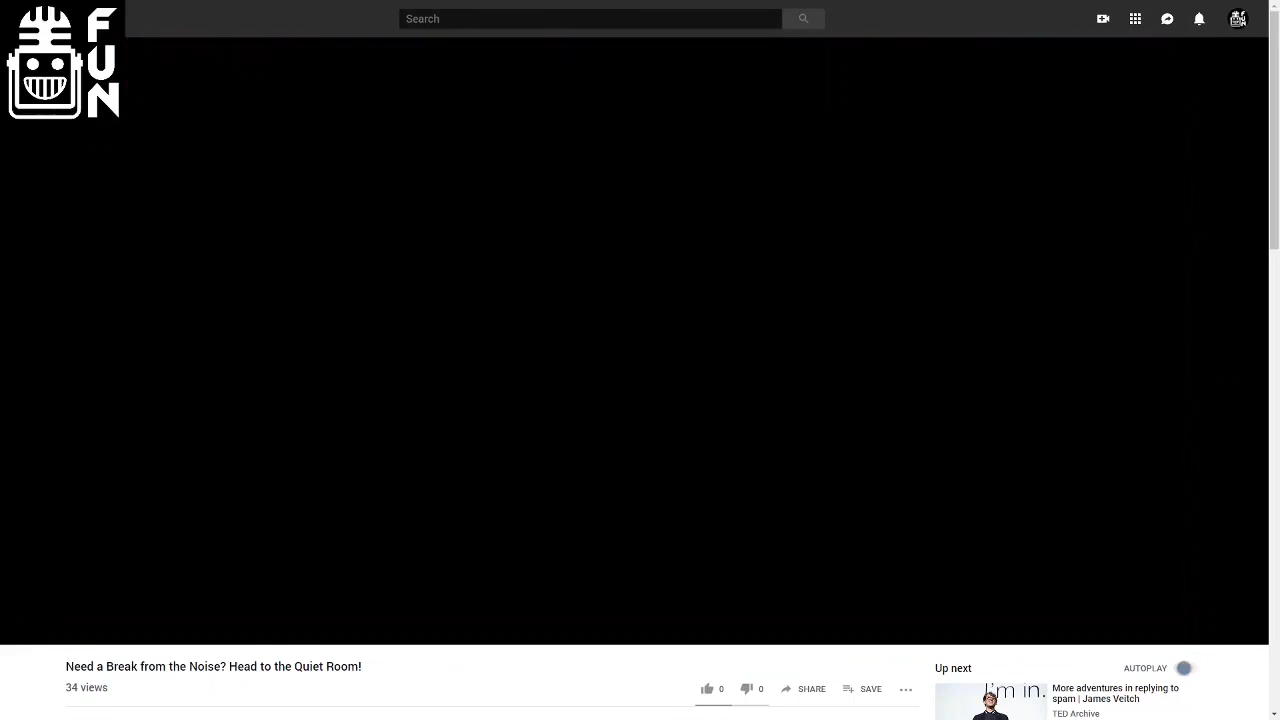 FUN
Search
Need a Break from the Noise? Head to the Quiet Room!
34 views
0
0
SHARE
SAVE
Up next
AUTOPLAY
I'm in.
More adventures in replying to
spam | James Veitch
TED Archive